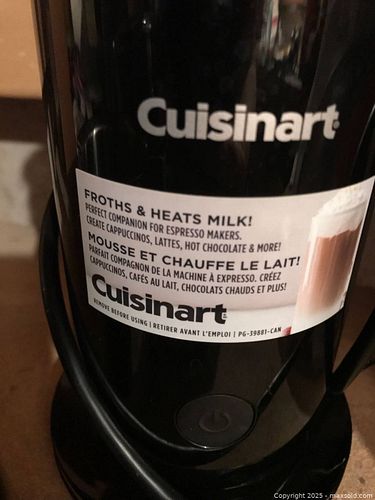 Cuisinart
FROTHS & HEATS MILK!
PERFECT COMPANION FOR ESPRESSO MAKERS.
CREATE CAPPUCCINOS, LATTES, HOT CHOCOLATE & MORE!
MOUSSE ET CHAUFFE LE LAIT!
PARFAIT COMPAGNON DE LA MACHINE À EXPRESSO. CRÉEZ
CAPPUCCINOS, CAFÉS AU LAIT, CHOCOLATS CHAUDS ET PLUS!
Cuisinart
REMOVE BEFORE USING | RETIRER AVANT L'EMPLOI | PG-39881-CAN
Copyright 2025 - maxsold.com